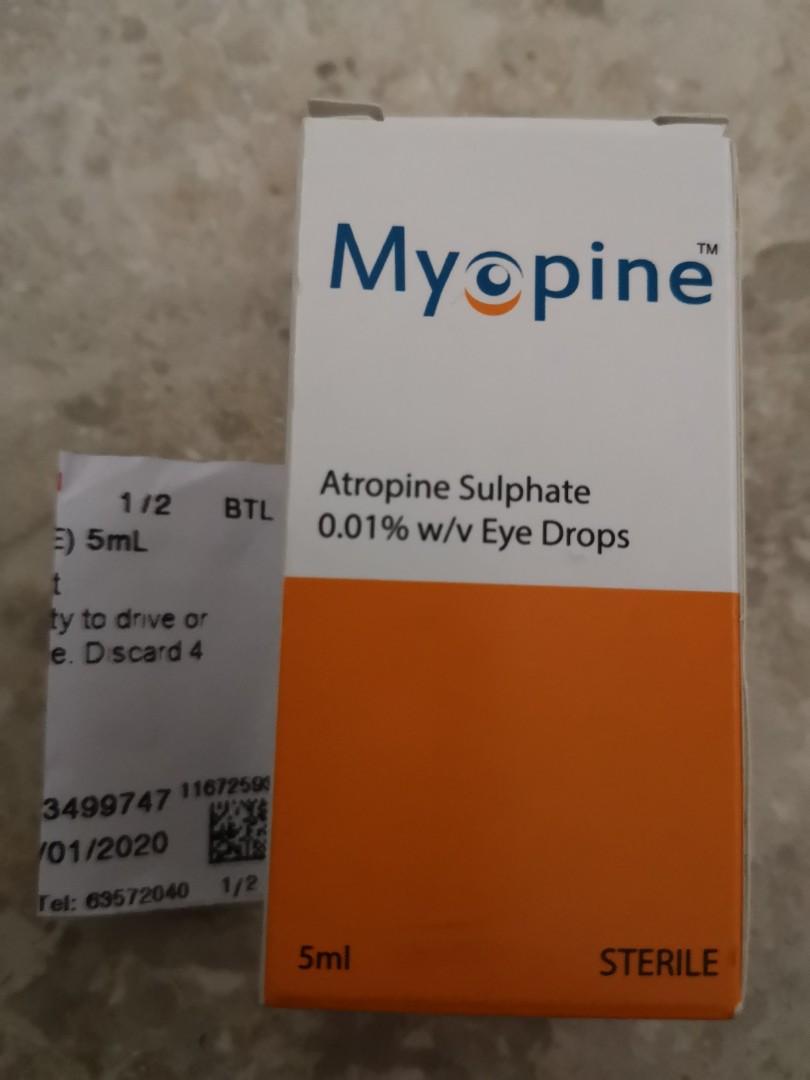 Myopine™
Atropine Sulphate
0.01% w/v Eye Drops
5ml STERILE
1/2 BTL
E) 5mL
t
ty to drive or
e. Discard 4
3499747 11672593
/01/2020
Tel: 63572040 1/2